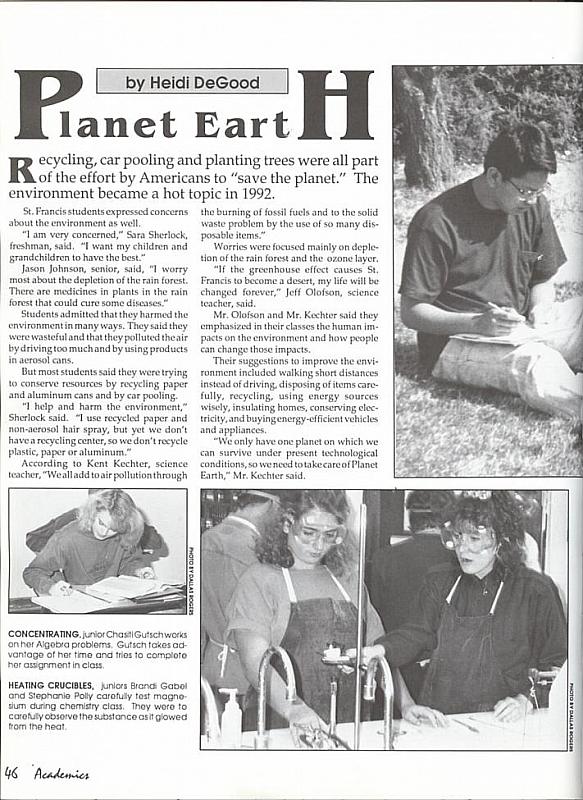 by Heidi DeGood
Planet EartH
Recycling, car pooling and planting trees were all part
of the effort by Americans to "save the planet." The
environment became a hot topic in 1992.
St. Francis students expressed concerns
about the environment as well.
"I am very concerned," Sara Sherlock,
freshman, said. "I want my children and
grandchildren to have the best."
Jason Johnson, senior, said, "I worry
most about the depletion of the rain forest.
There are medicines in plants in the rain
forest that could cure some diseases."
Students admitted that they harmed the
environment in many ways. They said they
were wasteful and that they polluted the air
by driving too much and by using products
in aerosol cans.
But most students said they were trying
to conserve resources by recycling paper
and aluminum cans and by car pooling.
"I help and harm the environment,"
Sherlock said. "I use recycled paper and
non-aerosol hair spray, but yet we don't
have a recycling center, so we don't recycle
plastic, paper or aluminum."
According to Kent Kechter, science
teacher, "We all add to air pollution through
the burning of fossil fuels and to the solid
waste problem by the use of so many dis-
posable items."
Worries were focused mainly on deple-
tion of the rain forest and the ozone layer.
"If the greenhouse effect causes St.
Francis to become a desert, my life will be
changed forever," Jeff Olofson, science
teacher, said.
Mr. Olofson and Mr. Kechter said they
emphasized in their classes the human im-
pacts on the environment and how people
can change those impacts.
Their suggestions to improve the envi-
ronment included walking short distances
instead of driving, disposing of items care-
fully, recycling, using energy sources
wisely, insulating homes, conserving elec-
tricity, and buying energy-efficient vehicles
and appliances.
"We only have one planet on which we
can survive under present technological
conditions, so we need to take care of Planet
Earth," Mr. Kechter said.
PHOTO BY DALLAS ROGERS
CONCENTRATING, junior Chasiti Gutsch works
on her Algebra problems. Gutsch takes ad-
vantage of her time and tries to complete
her assignment in class.
HEATING CRUCIBLES, juniors Brandi Gabel
and Stephanie Polly carefully test magne-
sium during chemistry class. They were to
carefully observe the substance as it glowed
from the heat.
PHOTO BY DALLAS ROGERS
46 Academics